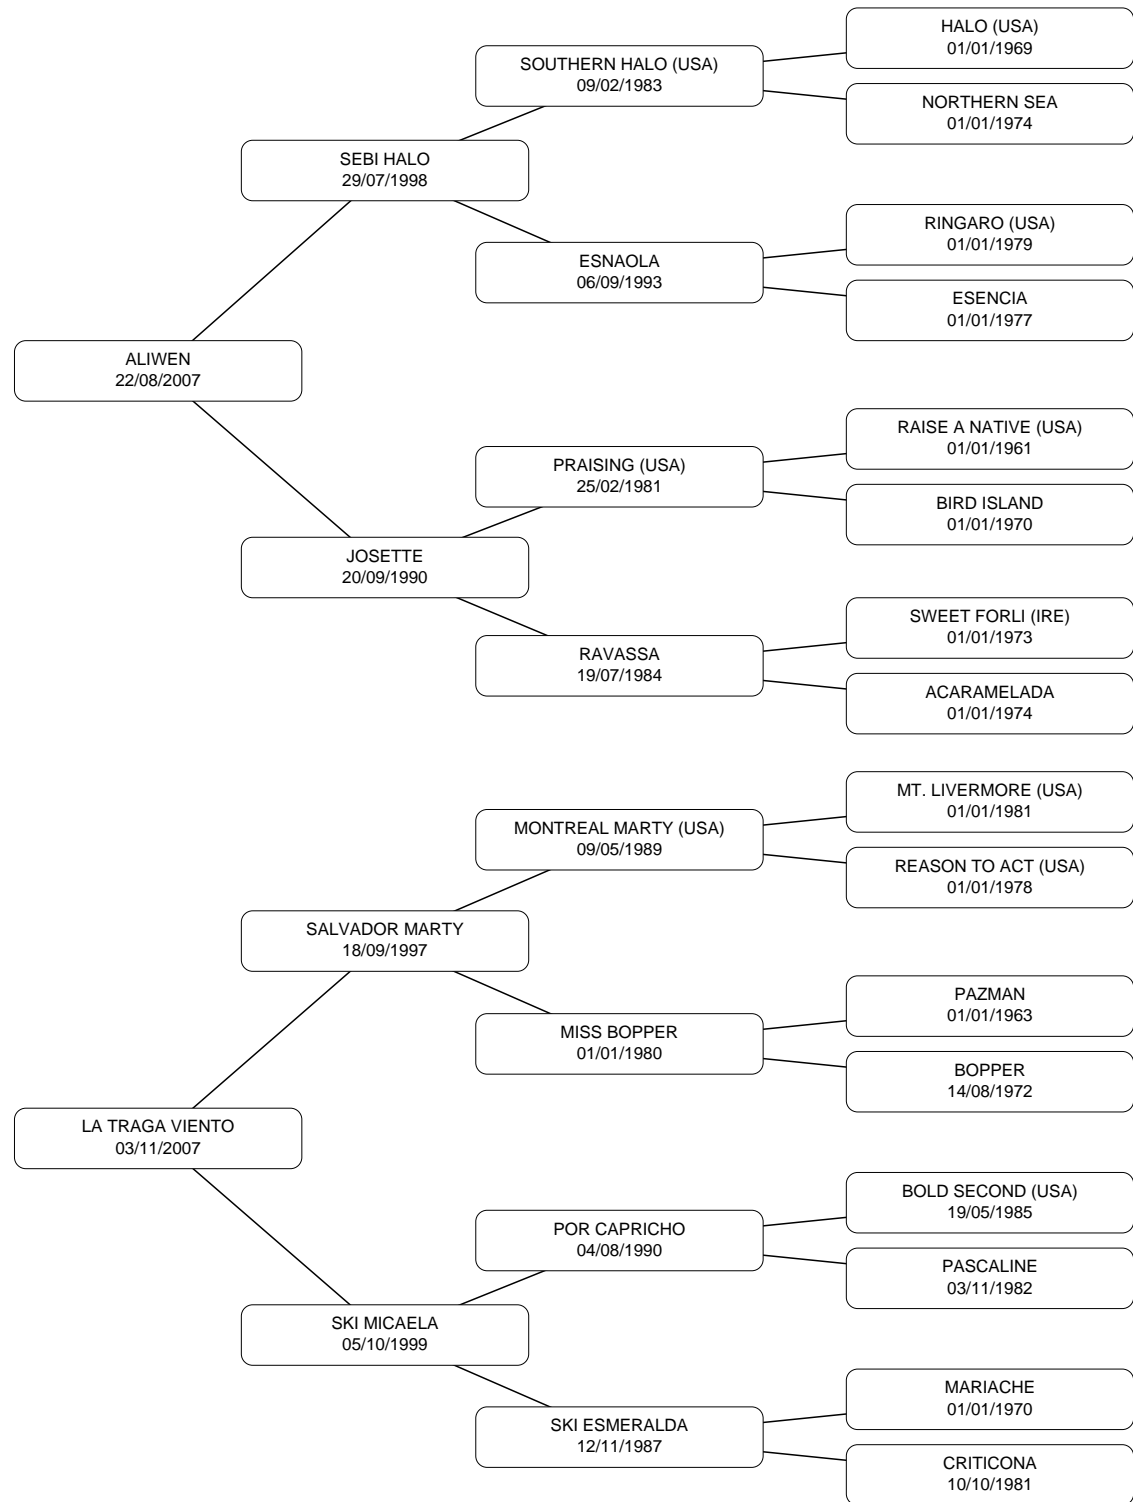 HALO (USA)
01/01/1969
SOUTHERN HALO (USA)
09/02/1983
NORTHERN SEA
01/01/1974
SEBI HALO
29/07/1998
RINGARO (USA)
01/01/1979
ESNAOLA
06/09/1993
ESENCIA
01/01/1977
ALIWEN
22/08/2007
RAISE A NATIVE (USA)
01/01/1961
PRAISING (USA)
25/02/1981
BIRD ISLAND
01/01/1970
JOSETTE
20/09/1990
SWEET FORLI (IRE)
01/01/1973
RAVASSA
19/07/1984
ACARAMELADA
01/01/1974
MT. LIVERMORE (USA)
01/01/1981
MONTREAL MARTY (USA)
09/05/1989
REASON TO ACT (USA)
01/01/1978
SALVADOR MARTY
18/09/1997
PAZMAN
01/01/1963
MISS BOPPER
01/01/1980
BOPPER
14/08/1972
LA TRAGA VIENTO
03/11/2007
BOLD SECOND (USA)
19/05/1985
POR CAPRICHO
04/08/1990
PASCALINE
03/11/1982
SKI MICAELA
05/10/1999
MARIACHE
01/01/1970
SKI ESMERALDA
12/11/1987
CRITICONA
10/10/1981